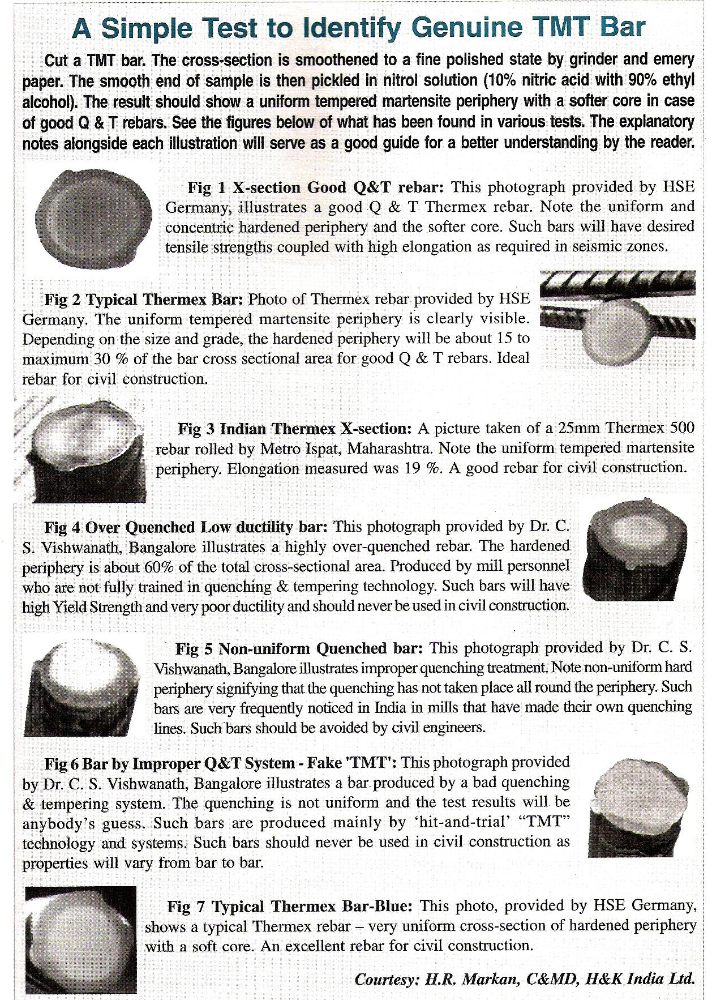 A Simple Test to Identify Genuine TMT Bar
Cut a TMT bar. The cross-section is smoothened to a fine polished state by grinder and emery
paper. The smooth end of sample is then pickled in nitrol solution (10% nitric acid with 90% ethyl
alcohol). The result should show a uniform tempered martensite periphery with a softer core in case
of good Q & T rebars. See the figures below of what has been found in various tests. The explanatory
notes alongside each illustration will serve as a good guide for a better understanding by the reader.
Fig 1 X-section Good Q&T rebar: This photograph provided by HSE
Germany, illustrates a good Q & T Thermex rebar. Note the uniform and
concentric hardened periphery and the softer core. Such bars will have desired
tensile strengths coupled with high elongation as required in seismic zones.
Fig 2 Typical Thermex Bar: Photo of Thermex rebar provided by HSE
Germany. The uniform tempered martensite periphery is clearly visible.
Depending on the size and grade, the hardened periphery will be about 15 to
maximum 30 % of the bar cross sectional area for good Q & T rebars. Ideal
rebar for civil construction.
Fig 3 Indian Thermex X-section: A picture taken of a 25mm Thermex 500
rebar rolled by Metro Ispat, Maharashtra. Note the uniform tempered martensite
periphery. Elongation measured was 19 %. A good rebar for civil construction.
Fig 4 Over Quenched Low ductility bar: This photograph provided by Dr. C.
S. Vishwanath, Bangalore illustrates a highly over-quenched rebar. The hardened
periphery is about 60% of the total cross-sectional area. Produced by mill personnel
who are not fully trained in quenching & tempering technology. Such bars will have
high Yield Strength and very poor ductility and should never be used in civil construction.
Fig 5 Non-uniform Quenched bar: This photograph provided by Dr. C. S.
Vishwanath, Bangalore illustrates improper quenching treatment. Note non-uniform hard
periphery signifying that the quenching has not taken place all round the periphery. Such
bars are very frequently noticed in India in mills that have made their own quenching
lines. Such bars should be avoided by civil engineers.
Fig 6 Bar by Improper Q&T System - Fake 'TMT': This photograph provided
by Dr. C. S. Vishwanath, Bangalore illustrates a bar produced by a bad quenching
& tempering system. The quenching is not uniform and the test results will be
anybody's guess. Such bars are produced mainly by ‘hit-and-trial’ “TMT”
technology and systems. Such bars should never be used in civil construction as
properties will vary from bar to bar.
Fig 7 Typical Thermex Bar-Blue: This photo, provided by HSE Germany,
shows a typical Thermex rebar – very uniform cross-section of hardened periphery
with a soft core. An excellent rebar for civil construction.
Courtesy: H.R. Markan, C&MD, H&K India Ltd.